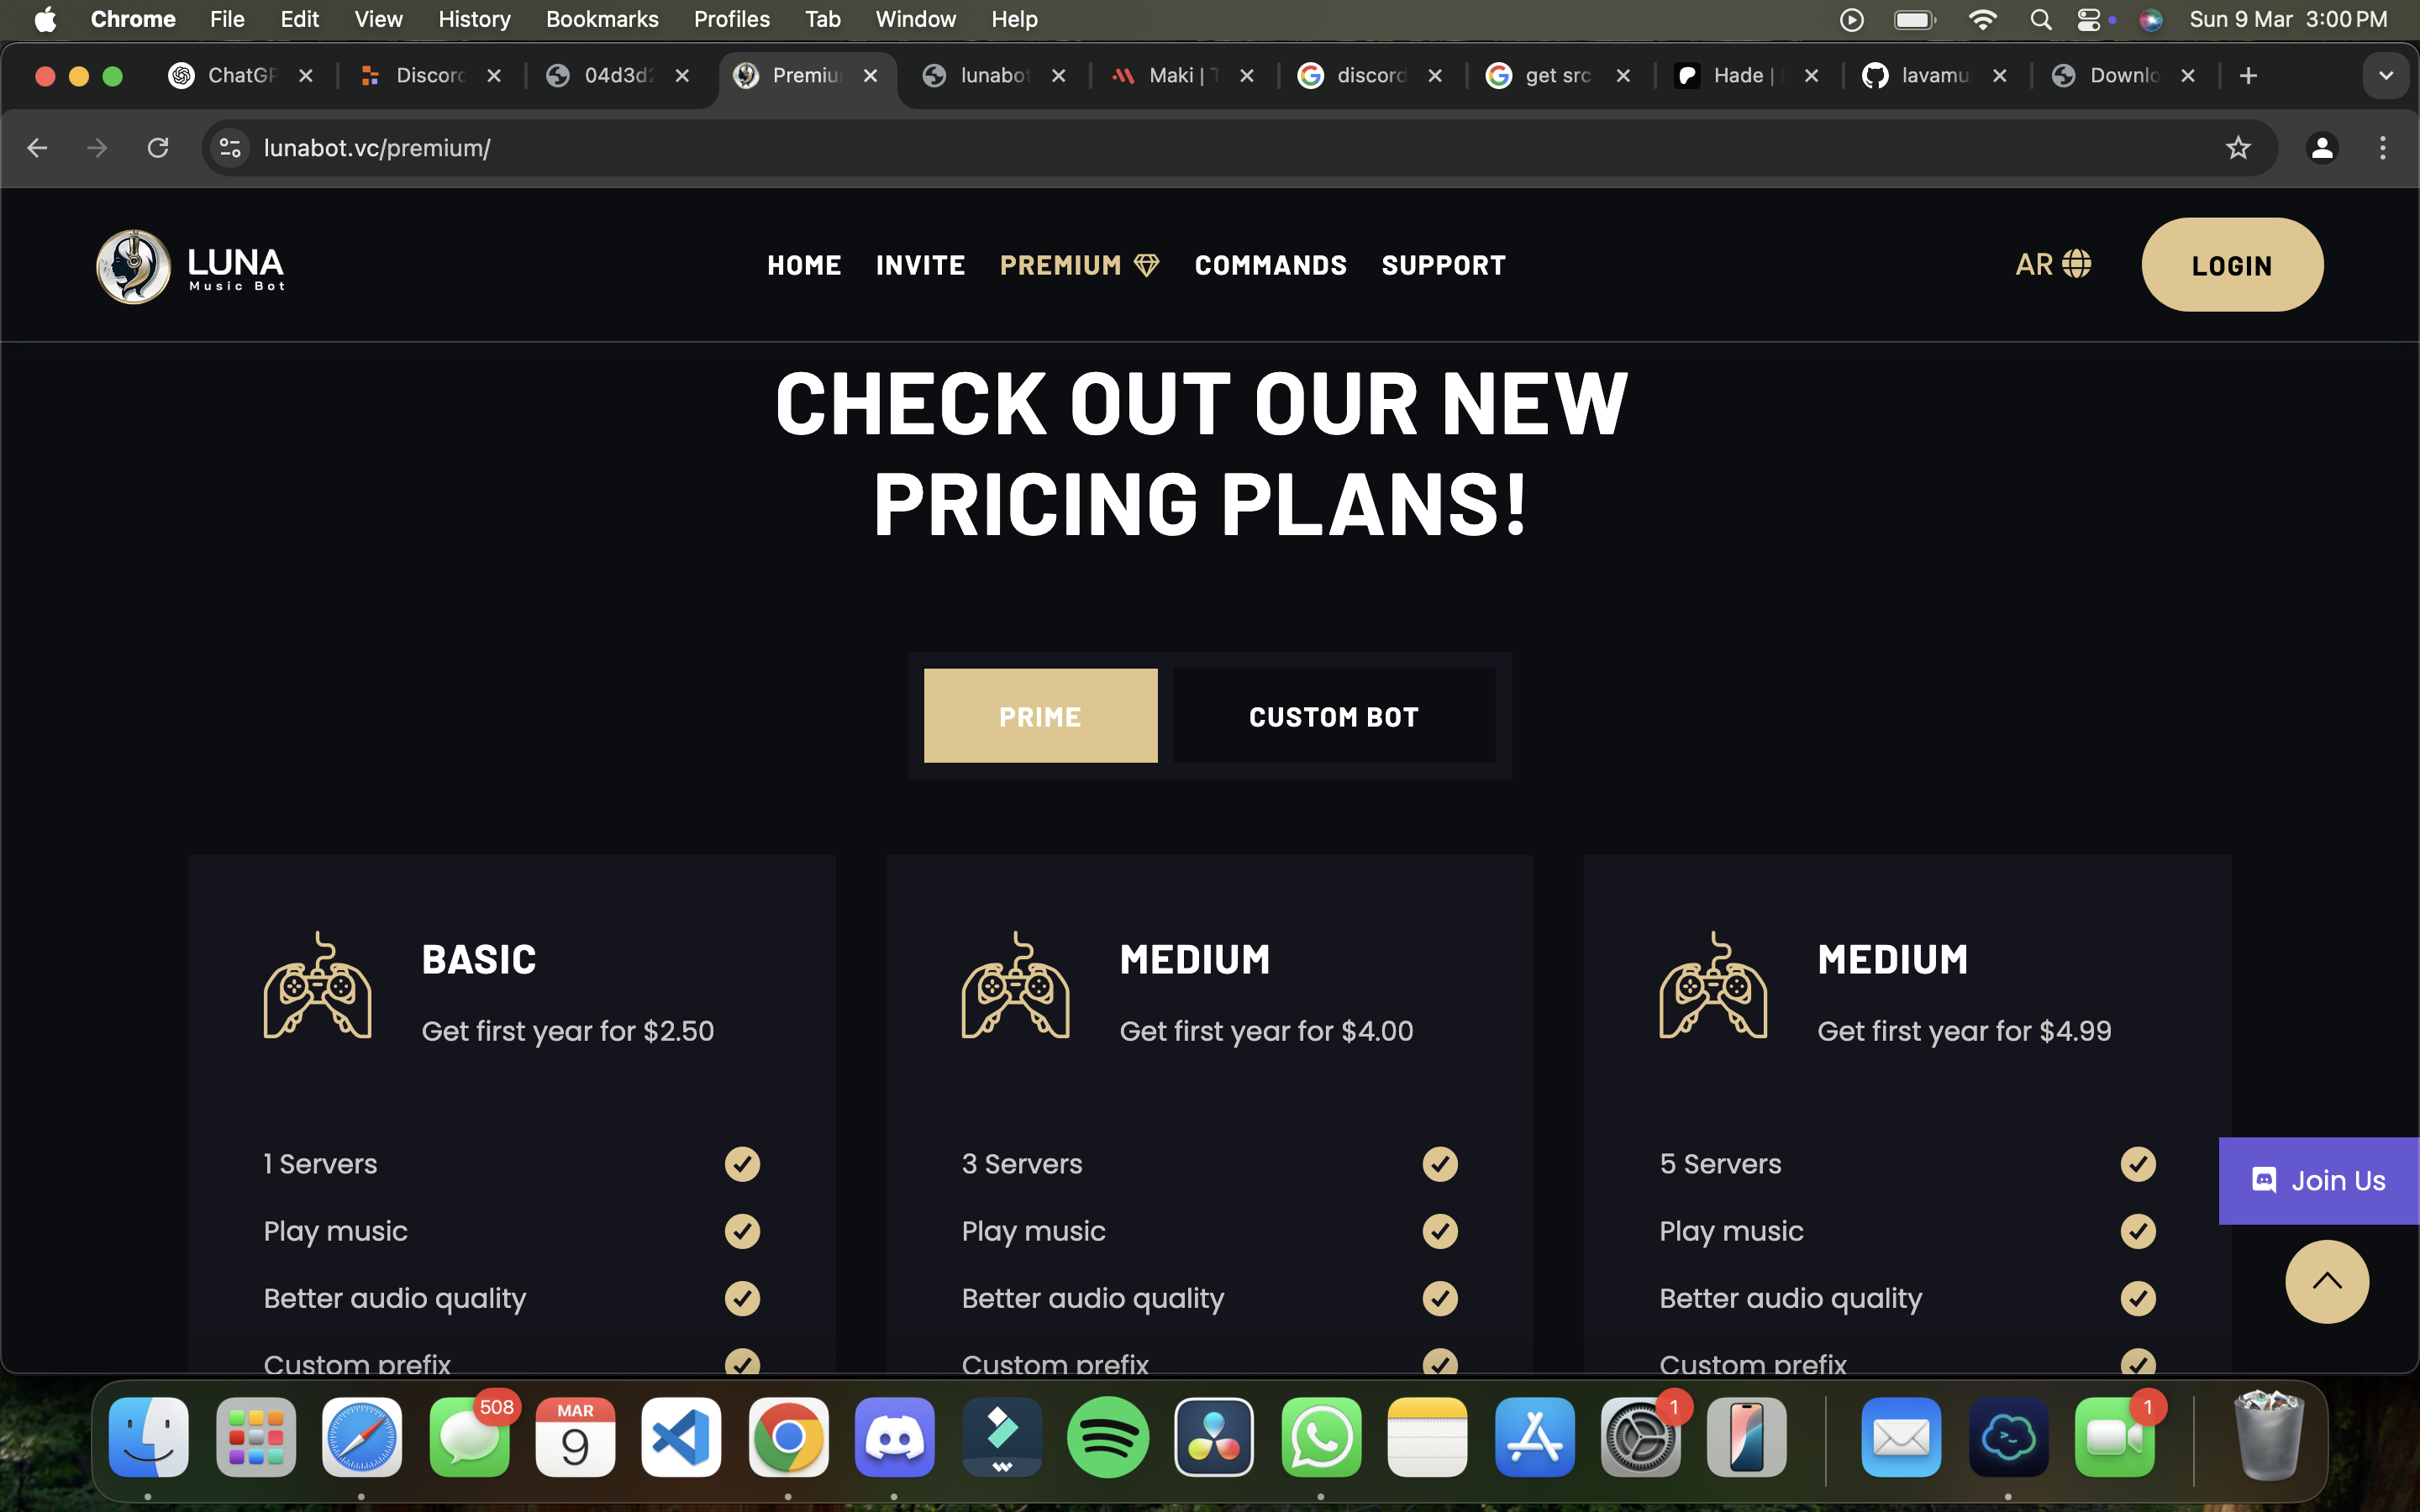 Chrome File Edit View History Bookmarks Profiles Tab Window Help Sun 9 Mar 3:00 PM
ChatGP Discord 04d3d2 Premiu lunabot Maki | T discord get src Hade | lavamu Downlo
lunabot.vc/premium/
LUNA
Music Bot
HOME INVITE PREMIUM COMMANDS SUPPORT
AR
LOGIN
CHECK OUT OUR NEW
PRICING PLANS!
PRIME CUSTOM BOT
BASIC
Get first year for $2.50
1 Servers
Play music
Better audio quality
Custom prefix
MEDIUM
Get first year for $4.00
3 Servers
Play music
Better audio quality
Custom prefix
MEDIUM
Get first year for $4.99
5 Servers
Play music
Better audio quality
Custom prefix
Join Us
508
MAR
9
1
1